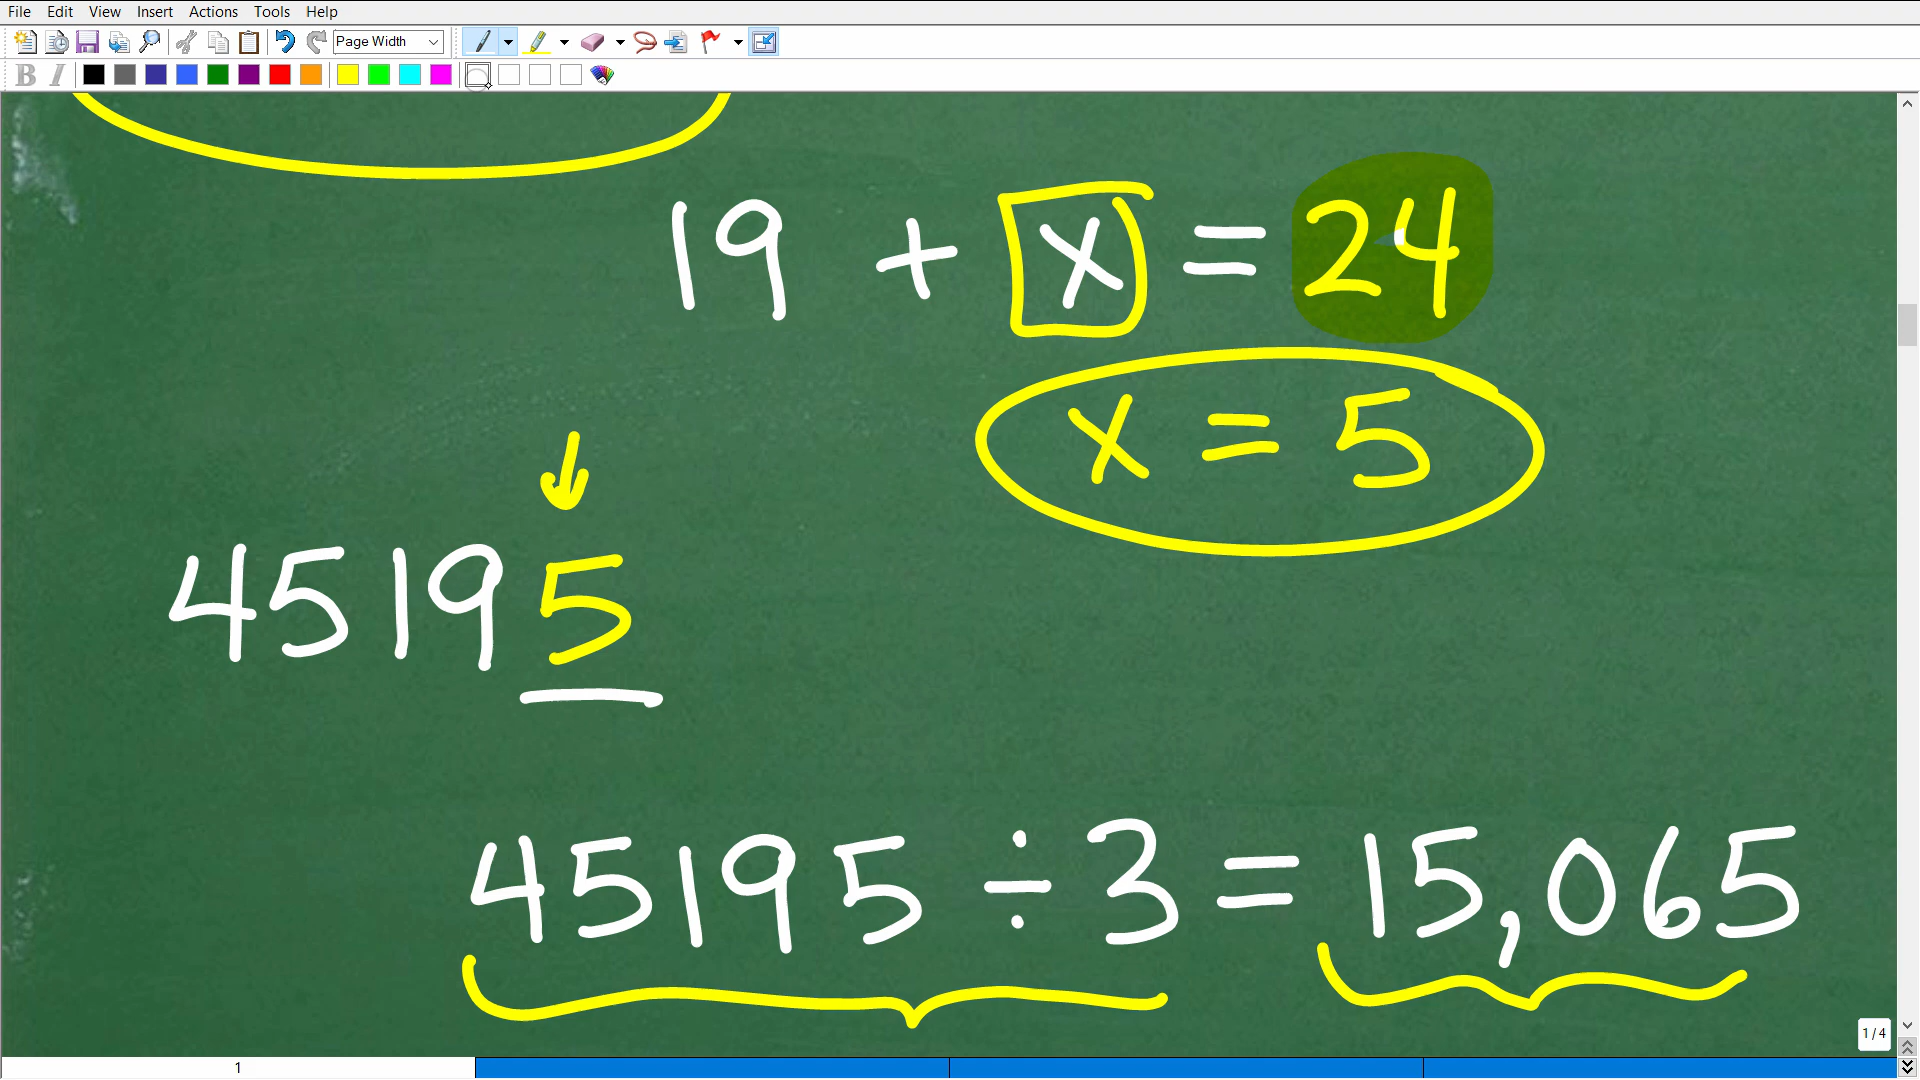 File Edit View Insert Actions Tools Help
Page Width
B I
19 + x = 24
x = 5
45195
45195 ÷ 3 = 15,065
1 / 4
1